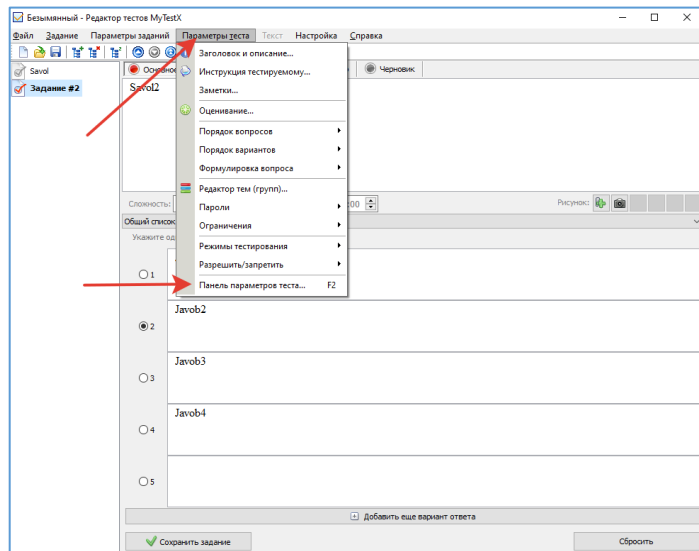 Безымянный - Редактор тестов MyTestX
Файл Задание Параметры заданий Параметры теста Текст Настройка Справка
Savol
Задание #2
Черновик
Savol2
Заголовок и описание...
Инструкция тестируемому...
Заметки...
Оценивание...
Порядок вопросов
Порядок вариантов
Формулировка вопроса
Редактор тем (групп)...
Пароли
Ограничения
Режимы тестирования
Разрешить/запретить
Панель параметров теста... F2
Сложность:
:00
Рисунок:
Общий список
Укажите
1
Javob2
2
Javob3
3
Javob4
4
5
Добавить еще вариант ответа
Сохранить задание
Сбросить